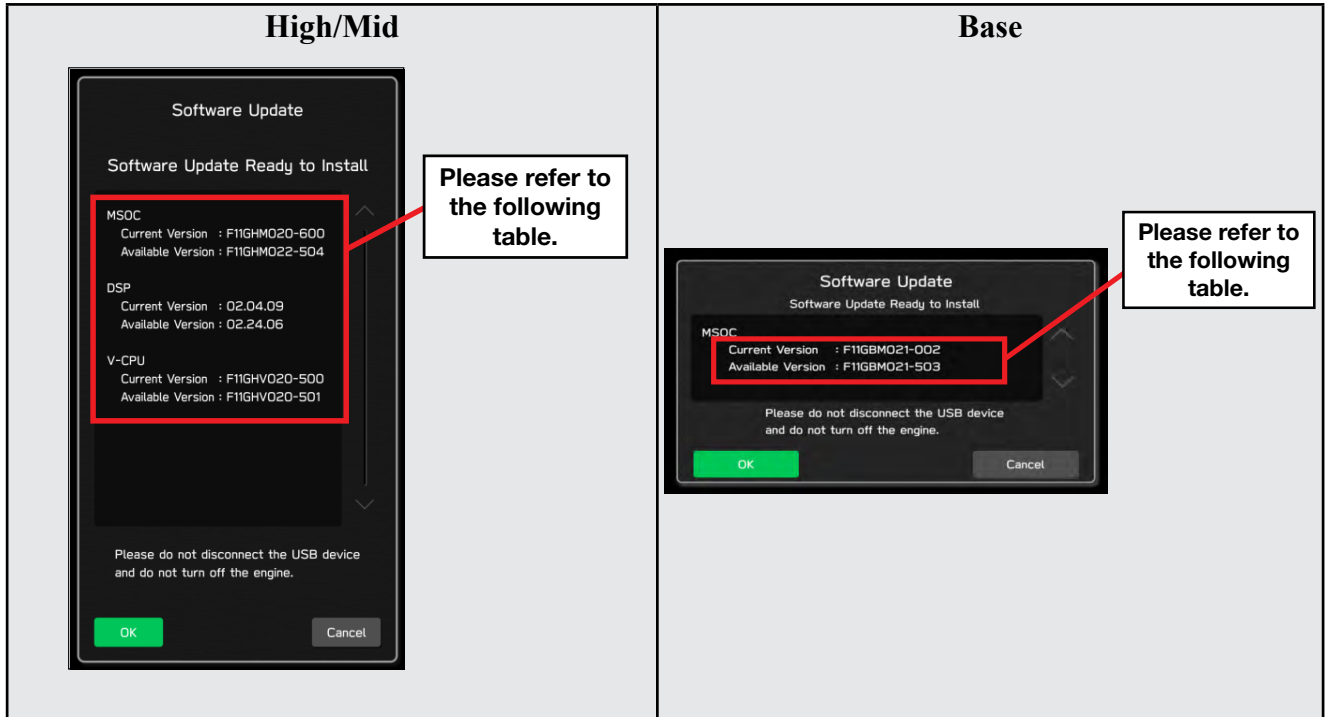 High/Mid
Software Update
Software Update Ready to Install
MSOC
Current Version : F11GHM020-600
Available Version : F11GHM022-504
DSP
Current Version : 02.04.09
Available Version : 02.24.06
V-CPU
Current Version : F11GHV020-500
Available Version : F11GHV020-501
Please do not disconnect the USB device
and do not turn off the engine.
OK
Cancel
Please refer to
the following
table.
Base
Software Update
Software Update Ready to Install
MSOC
Current Version : F11GBM021-002
Available Version : F11GBM021-503
Please do not disconnect the USB device
and do not turn off the engine.
OK
Cancel
Please refer to
the following
table.